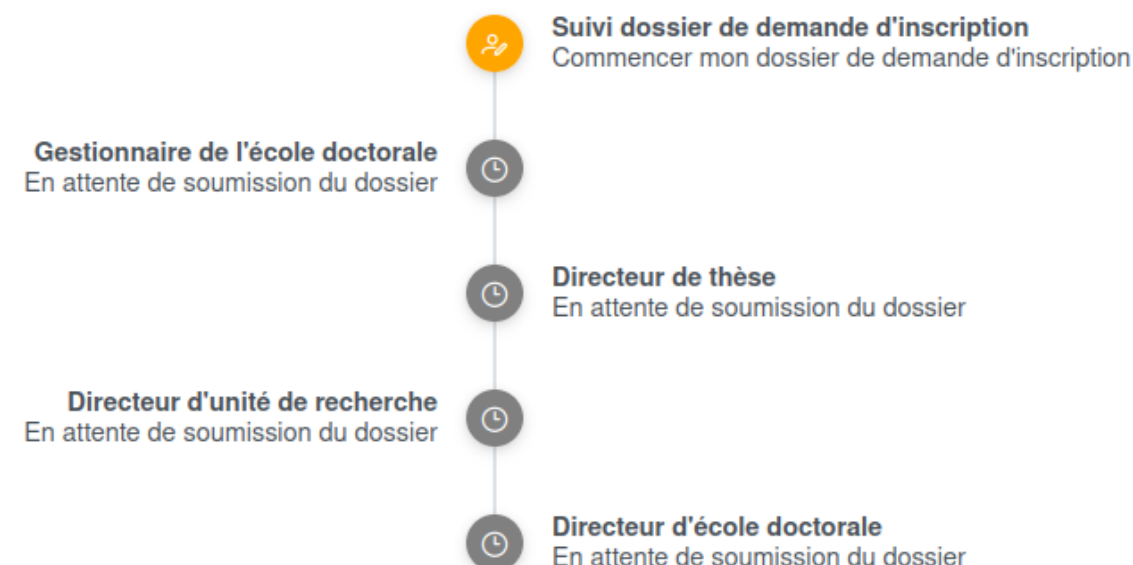 Suivi dossier de demande d'inscription
Commencer mon dossier de demande d'inscription
Gestionnaire de l'école doctorale
En attente de soumission du dossier
Directeur de thèse
En attente de soumission du dossier
Directeur d'unité de recherche
En attente de soumission du dossier
Directeur d'école doctorale
En attente de soumission du dossier